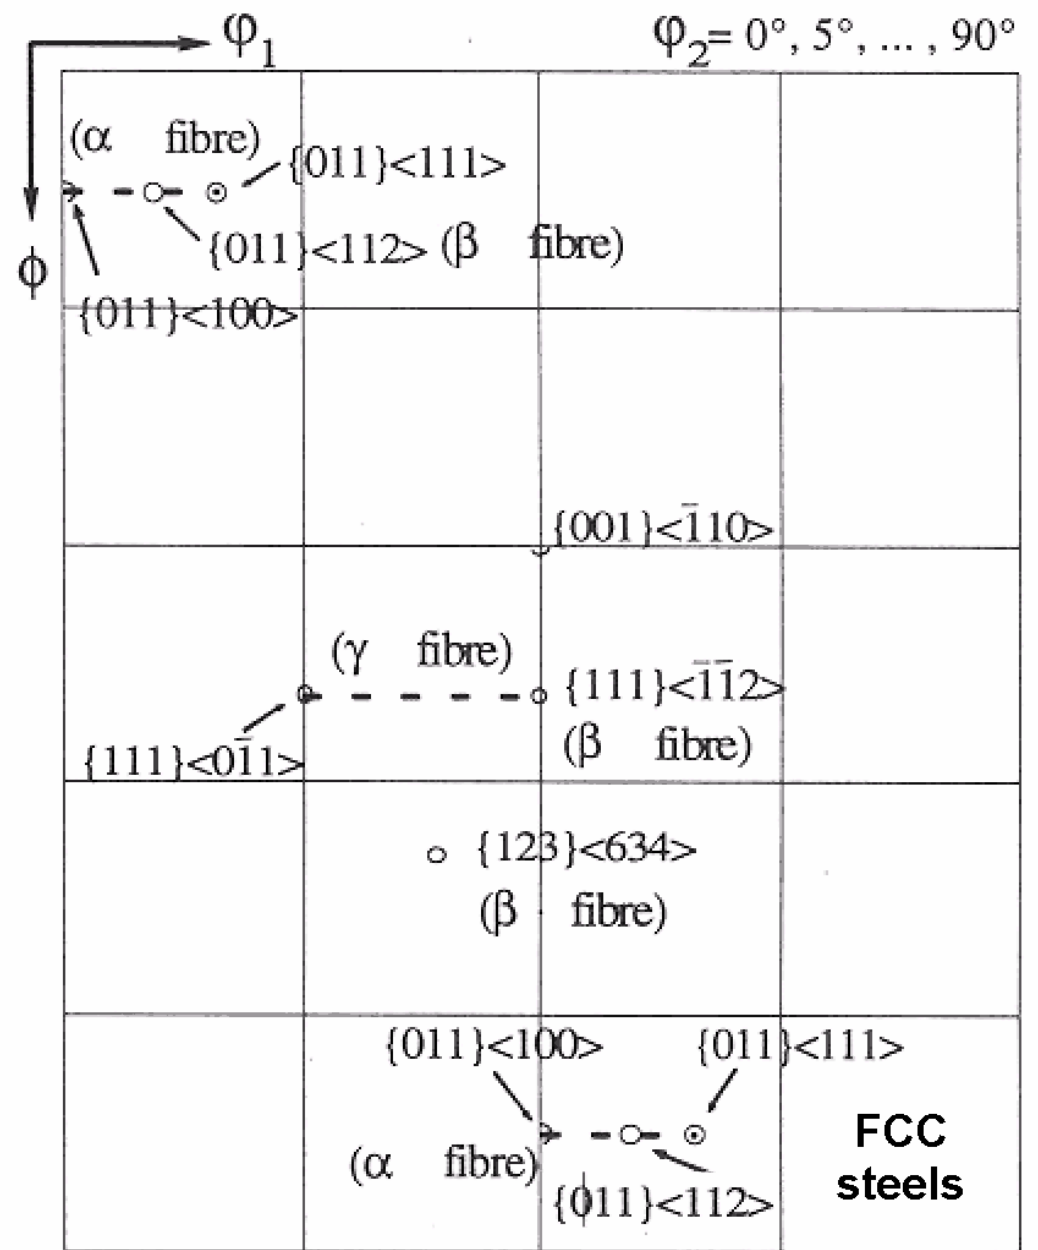 φ₁
φ₂= 0°, 5°, ... , 90°
(α fibre)
{011}<111>
{011}<112> (β fibre)
ϕ
{011}<100>
{001}<1̅10>
(γ fibre)
{111}<1̅1̅2>
(β fibre)
{111}<01̅1>
{123}<634>
(β fibre)
{011}<100>
{011}<111>
FCC
steels
(α fibre)
{011}<112>